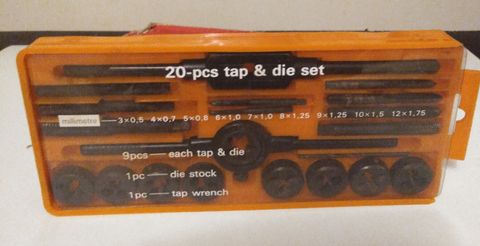 20-pcs tap & die set
millimetre — 3×0,5 4×0,7 5×0,8 6×1,0 7×1,0 8×1,25 9×1,25 10×1,5 12×1,75
9pcs — each tap & die
1pc — die stock
1pc — tap wrench